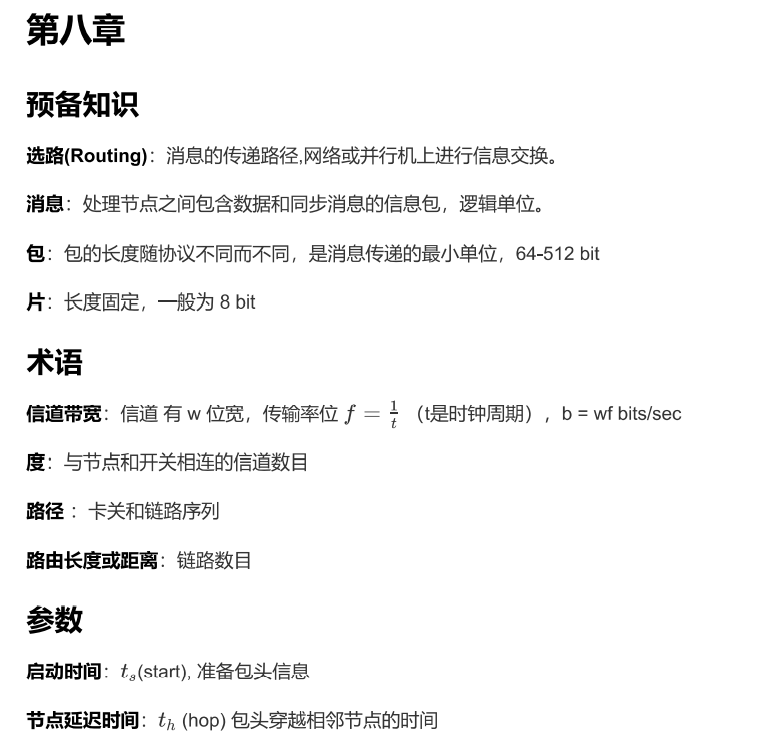 第八章
预备知识
选路(Routing)：消息的传递路径,网络或并行机上进行信息交换。
消息：处理节点之间包含数据和同步消息的信息包，逻辑单位。
包：包的长度随协议不同而不同，是消息传递的最小单位，64-512 bit
片：长度固定，一般为 8 bit
术语
信道带宽：信道 有 w 位宽，传输率位 f = 1/t （t是时钟周期），b = wf bits/sec
度：与节点和开关相连的信道数目
路径 ：卡关和链路序列
路由长度或距离：链路数目
参数
启动时间：t_s(start), 准备包头信息
节点延迟时间：t_h (hop) 包头穿越相邻节点的时间